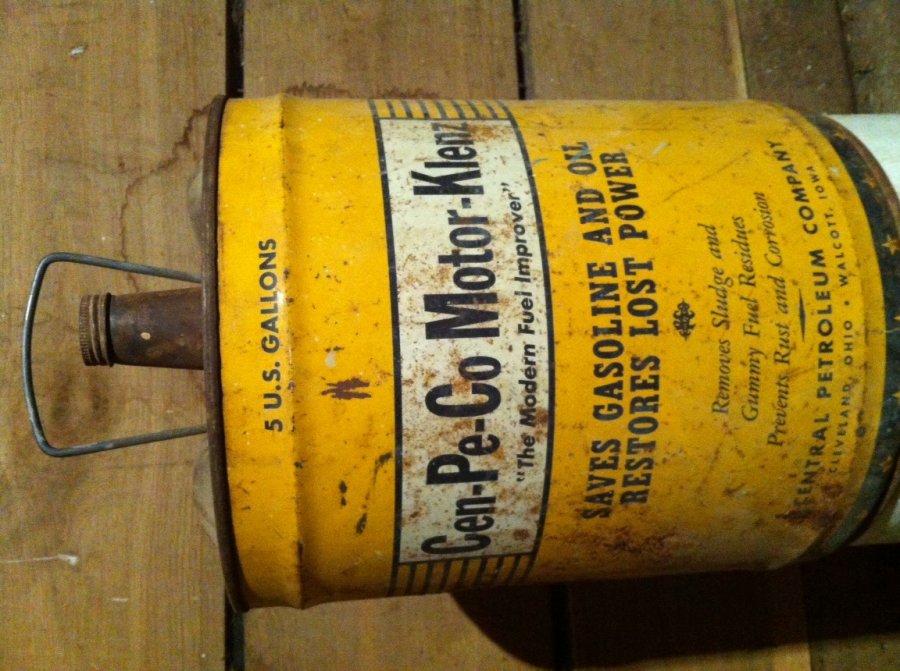 5 U.S. GALLONS
Cen-Pe-Co Motor-Klenz
"The Modern Fuel Improver"
SAVES GASOLINE AND OIL
RESTORES LOST POWER
Removes Sludge and
Gummy Fuel Residues
Prevents Rust and Corrosion
CENTRAL PETROLEUM COMPANY
CLEVELAND, OHIO • WALCOTT, IOWA